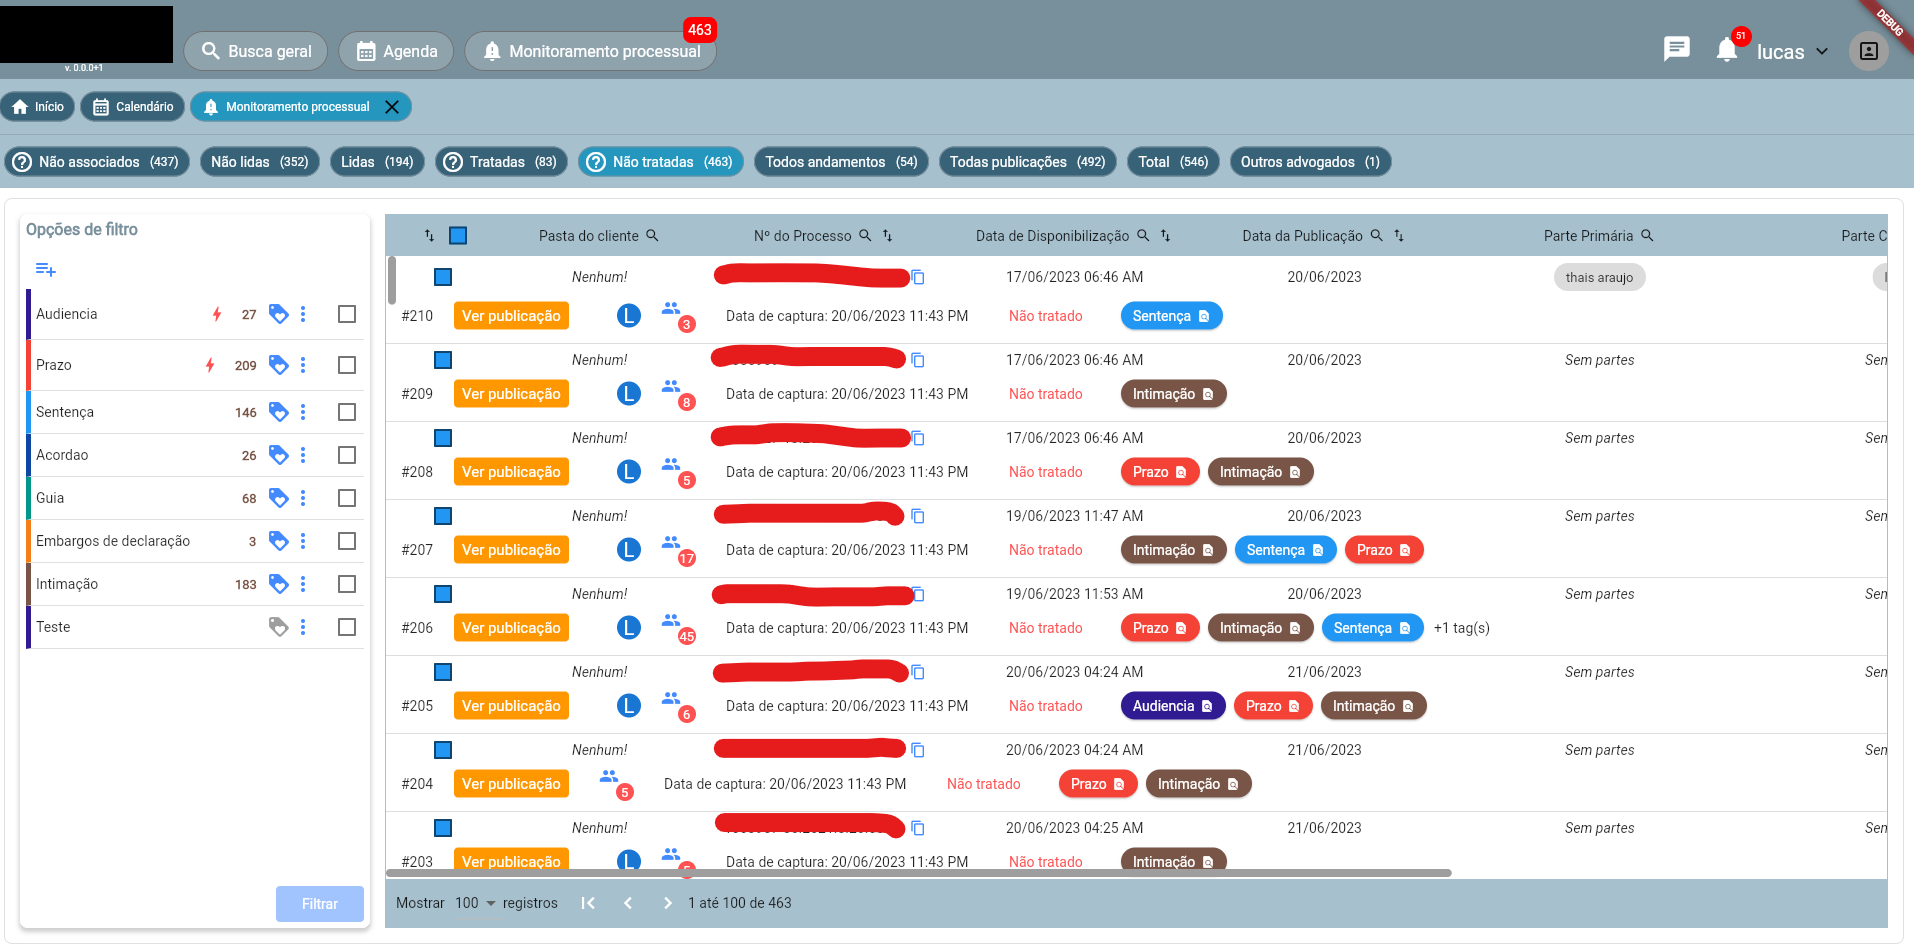 DEBUG
463
Busca geral
Agenda
Monitoramento processual
51
lucas
v. 0.0.0+1
Início
Calendário
Monitoramento processual
Não associados (437)
Não lidas (352)
Lidas (194)
Tratadas (83)
Não tratadas (463)
Todos andamentos (54)
Todas publicações (492)
Total (546)
Outros advogados (1)
Opções de filtro
Audiencia 27
Prazo 209
Sentença 146
Acordao 26
Guia 68
Embargos de declaração 3
Intimação 183
Teste
Filtrar
Pasta do cliente Nº do Processo Data de Disponibilização Data da Publicação Parte Primária Parte C
Nenhum! 17/06/2023 06:46 AM 20/06/2023 thais araujo
#210 Ver publicação L 3 Data de captura: 20/06/2023 11:43 PM Não tratado Sentença
Nenhum! 17/06/2023 06:46 AM 20/06/2023 Sem partes Sem
#209 Ver publicação L 8 Data de captura: 20/06/2023 11:43 PM Não tratado Intimação
Nenhum! 17/06/2023 06:46 AM 20/06/2023 Sem partes Sem
#208 Ver publicação L 5 Data de captura: 20/06/2023 11:43 PM Não tratado Prazo Intimação
Nenhum! 19/06/2023 11:47 AM 20/06/2023 Sem partes Sem
#207 Ver publicação L 17 Data de captura: 20/06/2023 11:43 PM Não tratado Intimação Sentença Prazo
Nenhum! 19/06/2023 11:53 AM 20/06/2023 Sem partes Sem
#206 Ver publicação L 45 Data de captura: 20/06/2023 11:43 PM Não tratado Prazo Intimação Sentença +1 tag(s)
Nenhum! 20/06/2023 04:24 AM 21/06/2023 Sem partes Sem
#205 Ver publicação L 6 Data de captura: 20/06/2023 11:43 PM Não tratado Audiencia Prazo Intimação
Nenhum! 20/06/2023 04:24 AM 21/06/2023 Sem partes Sem
#204 Ver publicação 5 Data de captura: 20/06/2023 11:43 PM Não tratado Prazo Intimação
Nenhum! 20/06/2023 04:25 AM 21/06/2023 Sem partes Sem
#203 Ver publicação L Data de captura: 20/06/2023 11:43 PM Não tratado Intimação
Mostrar 100 registros 1 até 100 de 463